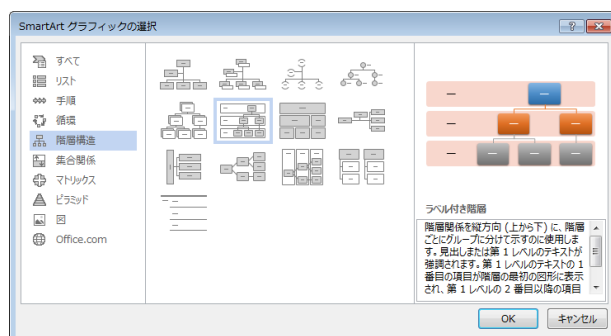 SmartArt グラフィックの選択
すべて
リスト
手順
循環
階層構造
集合関係
マトリックス
ピラミッド
図
Office.com
ラベル付き階層
階層関係を縦方向 (上から下) に、階層
ごとにグループに分けて示すのに使用しま
す。見出しまたは第 1 レベルのテキストが
強調されます。第 1 レベルのテキストの 1
番目の項目が階層の最初の図形に表示
され、第 1 レベルの 2 番目以降の項目
OK
キャンセル